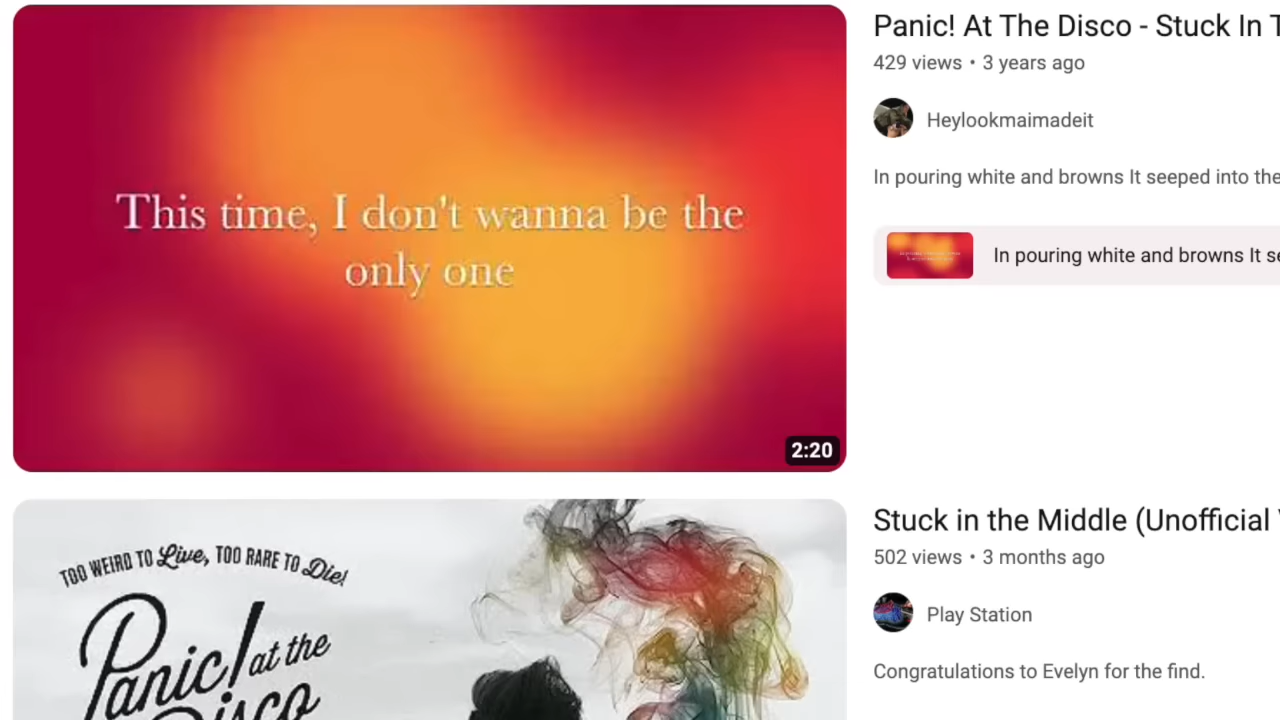 This time, I don't wanna be the
only one
2:20
Panic! At The Disco - Stuck In
429 views • 3 years ago
Heylookmaimadeit
In pouring white and browns It seeped into the
In pouring white and browns It
TOO WEIRD TO Live, TOO RARE TO Die!
Panic! at the
Disco
Stuck in the Middle (Unofficial
502 views • 3 months ago
Play Station
Congratulations to Evelyn for the find.